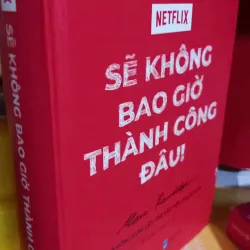 NETFLIX
SẼ KHÔNG
BAO GIỜ
THÀNH CÔNG
ĐÂU!
SẼ KHÔNG BAO GIỜ THÀNH